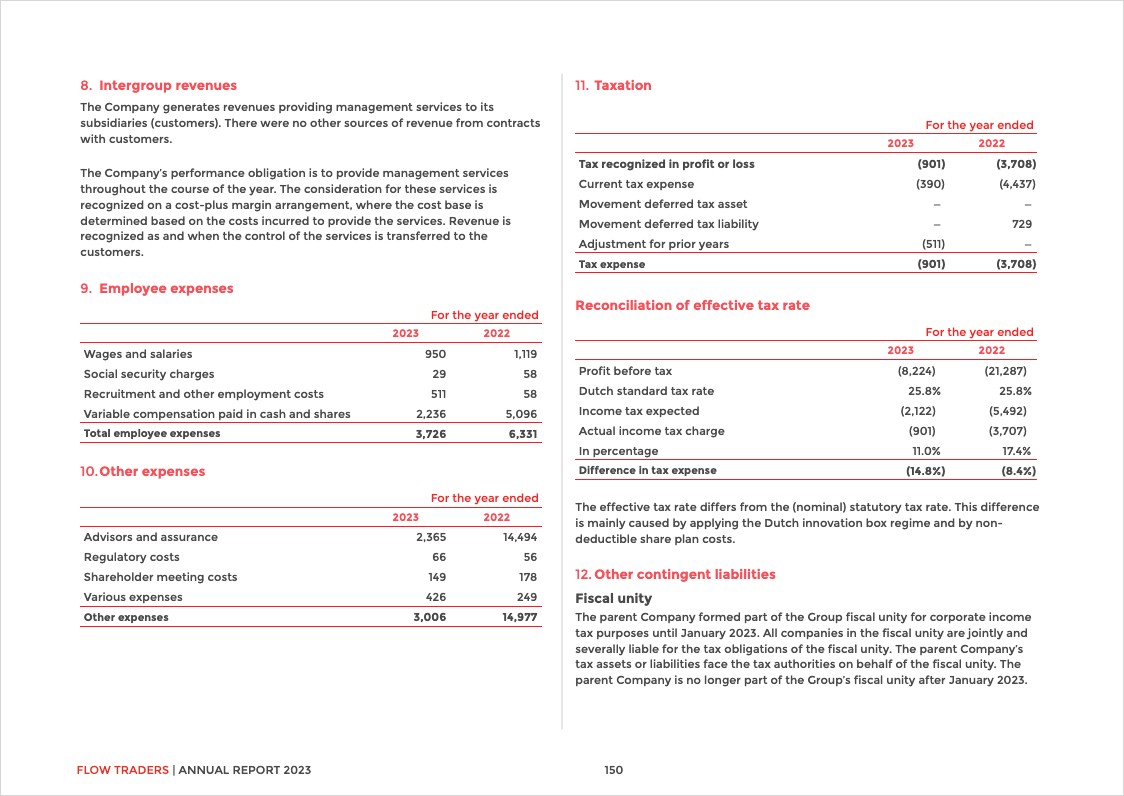 8. Intergroup revenues
The Company generates revenues providing management services to its
subsidiaries (customers). There were no other sources of revenue from contracts
with customers.
The Company's performance obligation is to provide management services
throughout the course of the year. The consideration for these services is
recognized on a cost-plus margin arrangement, where the cost base is
determined based on the costs incurred to provide the services. Revenue is
recognized as and when the control of the services is transferred to the
customers.
9. Employee expenses
For the year ended
2023 2022
Wages and salaries 950 1,119
Social security charges 29 58
Recruitment and other employment costs 511 58
Variable compensation paid in cash and shares 2,236 5,096
Total employee expenses 3,726 6,331
10. Other expenses
For the year ended
2023 2022
Advisors and assurance 2,365 14,494
Regulatory costs 66 56
Shareholder meeting costs 149 178
Various expenses 426 249
Other expenses 3,006 14,977
11. Taxation
For the year ended
2023 2022
Tax recognized in profit or loss (901) (3,708)
Current tax expense (390) (4,437)
Movement deferred tax asset — —
Movement deferred tax liability — 729
Adjustment for prior years (511) —
Tax expense (901) (3,708)
Reconciliation of effective tax rate
For the year ended
2023 2022
Profit before tax (8,224) (21,287)
Dutch standard tax rate 25.8% 25.8%
Income tax expected (2,122) (5,492)
Actual income tax charge (901) (3,707)
In percentage 11.0% 17.4%
Difference in tax expense (14.8%) (8.4%)
The effective tax rate differs from the (nominal) statutory tax rate. This difference
is mainly caused by applying the Dutch innovation box regime and by non-
deductible share plan costs.
12. Other contingent liabilities
Fiscal unity
The parent Company formed part of the Group fiscal unity for corporate income
tax purposes until January 2023. All companies in the fiscal unity are jointly and
severally liable for the tax obligations of the fiscal unity. The parent Company's
tax assets or liabilities face the tax authorities on behalf of the fiscal unity. The
parent Company is no longer part of the Group's fiscal unity after January 2023.
FLOW TRADERS | ANNUAL REPORT 2023 150